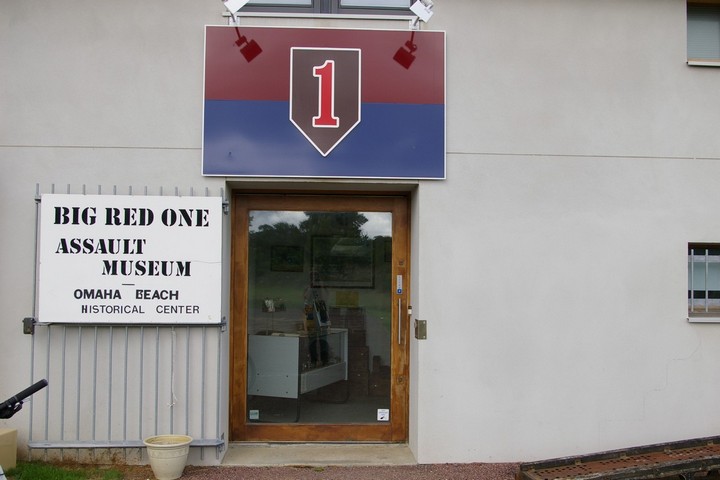 1
BIG RED ONE
ASSAULT
MUSEUM
OMAHA BEACH
HISTORICAL CENTER